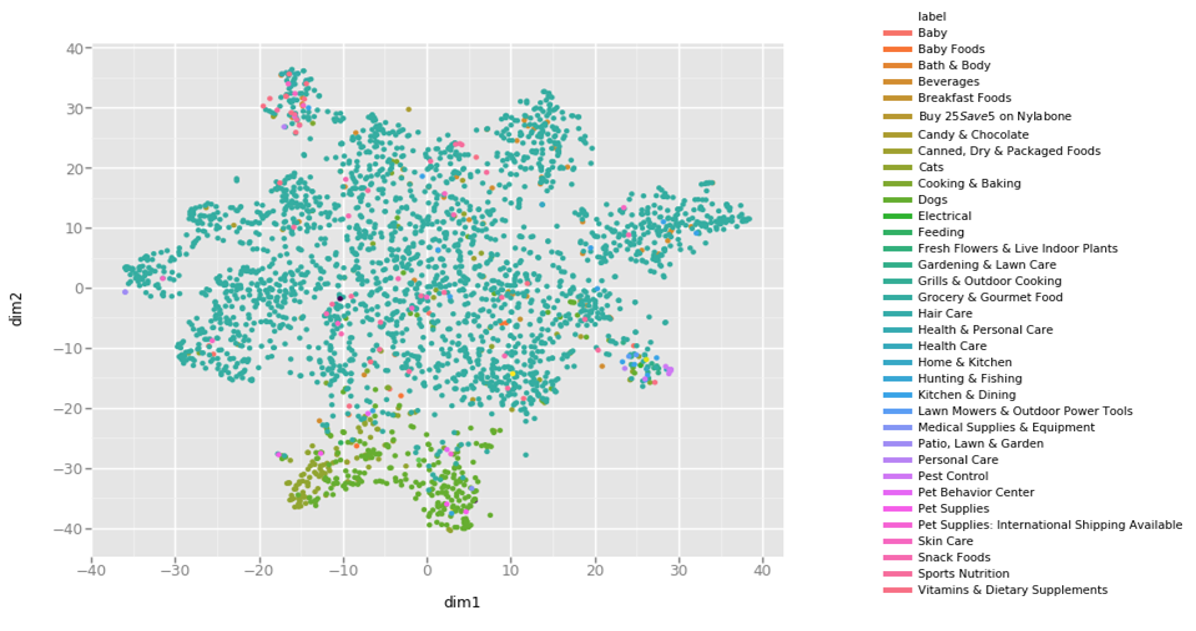 label
Baby
Baby Foods
Bath & Body
Beverages
Breakfast Foods
Buy 25Save5 on Nylabone
Candy & Chocolate
Canned, Dry & Packaged Foods
Cats
Cooking & Baking
Dogs
Electrical
Feeding
Fresh Flowers & Live Indoor Plants
Gardening & Lawn Care
Grills & Outdoor Cooking
Grocery & Gourmet Food
Hair Care
Health & Personal Care
Health Care
Home & Kitchen
Hunting & Fishing
Kitchen & Dining
Lawn Mowers & Outdoor Power Tools
Medical Supplies & Equipment
Patio, Lawn & Garden
Personal Care
Pest Control
Pet Behavior Center
Pet Supplies
Pet Supplies: International Shipping Available
Skin Care
Snack Foods
Sports Nutrition
Vitamins & Dietary Supplements
40
30
20
10
0
−10
−20
−30
−40
dim2
−40 −30 −20 −10 0 10 20 30 40
dim1